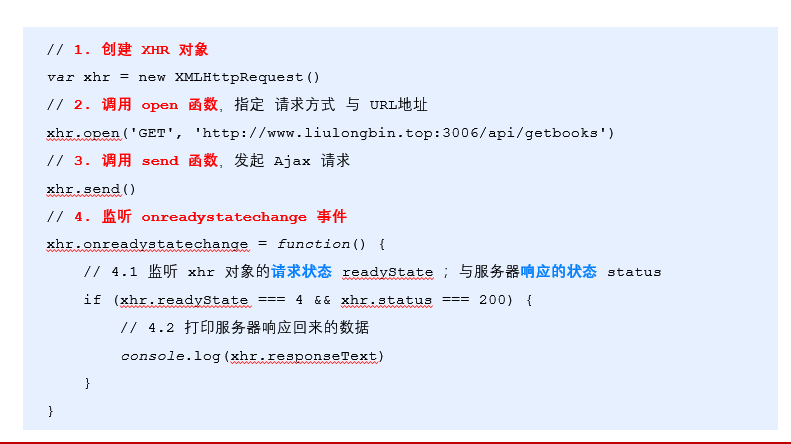 // 1. 创建 XHR 对象
var xhr = new XMLHttpRequest()
// 2. 调用 open 函数，指定 请求方式 与 URL地址
xhr.open('GET', 'http://www.liulongbin.top:3006/api/getbooks')
// 3. 调用 send 函数，发起 Ajax 请求
xhr.send()
// 4. 监听 onreadystatechange 事件
xhr.onreadystatechange = function() {
    // 4.1 监听 xhr 对象的请求状态 readyState ；与服务器响应的状态 status
    if (xhr.readyState === 4 && xhr.status === 200) {
        // 4.2 打印服务器响应回来的数据
        console.log(xhr.responseText)
    }
}